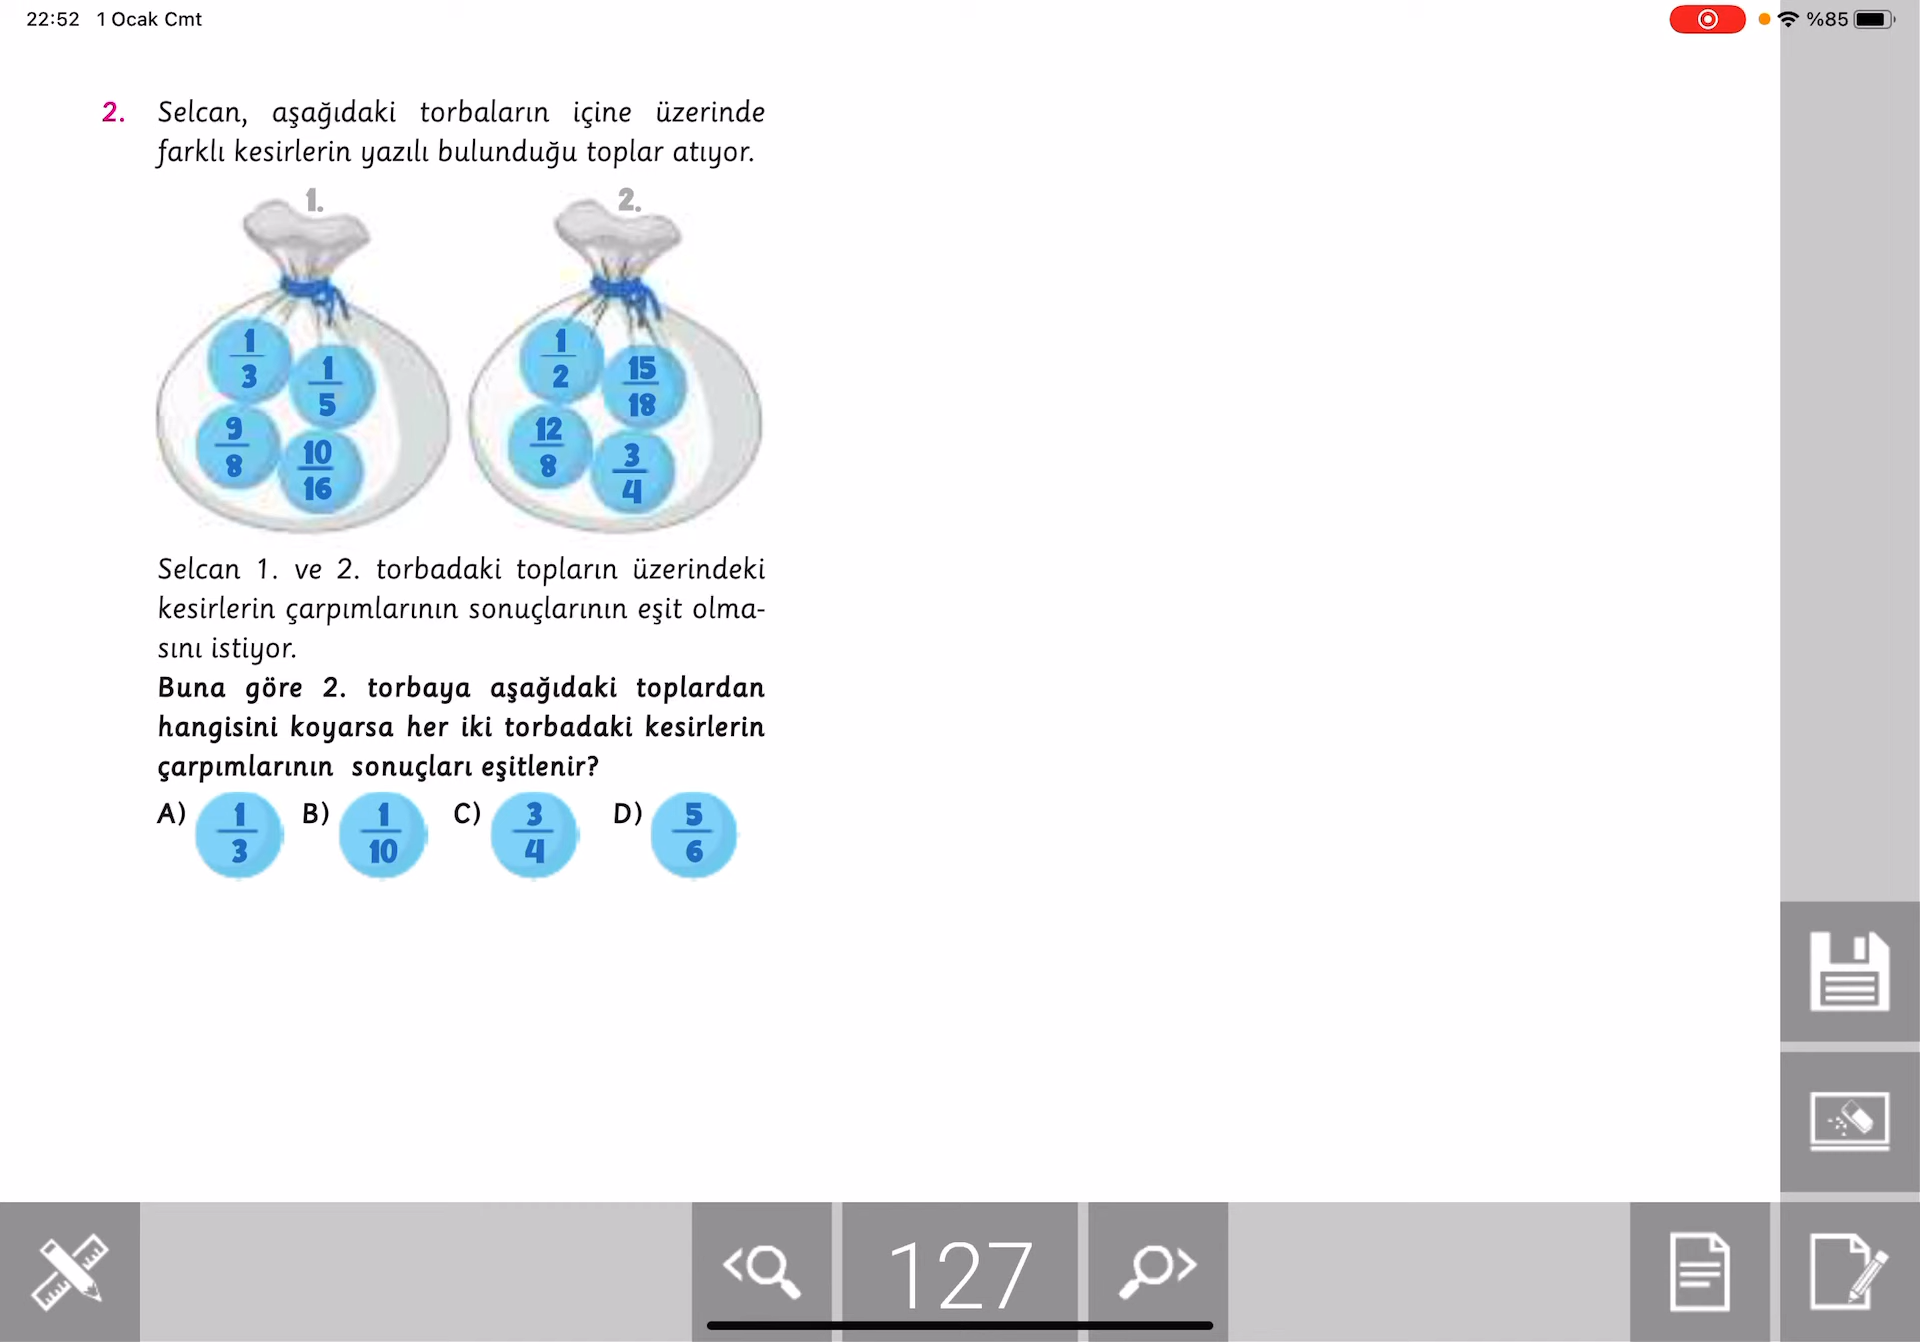 22:52 1 Ocak Cmt
%85
2. Selcan, aşağıdaki torbaların içine üzerinde
farklı kesirlerin yazılı bulunduğu toplar atıyor.
1.
1/3
1/5
9/8
10/16
2.
1/2
15/18
12/8
3/4
Selcan 1. ve 2. torbadaki topların üzerindeki
kesirlerin çarpımlarının sonuçlarının eşit olma-
sını istiyor.
Buna göre 2. torbaya aşağıdaki toplardan
hangisini koyarsa her iki torbadaki kesirlerin
çarpımlarının sonuçları eşitlenir?
A) 1/3 B) 1/10 C) 3/4 D) 5/6
127